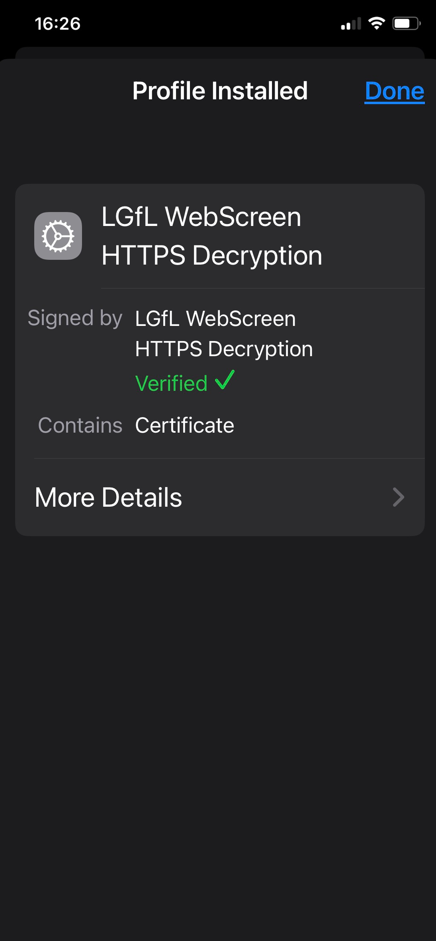 16:26
Profile Installed
Done
LGfL WebScreen
HTTPS Decryption
Signed by
LGfL WebScreen
HTTPS Decryption
Verified ✓
Contains
Certificate
More Details